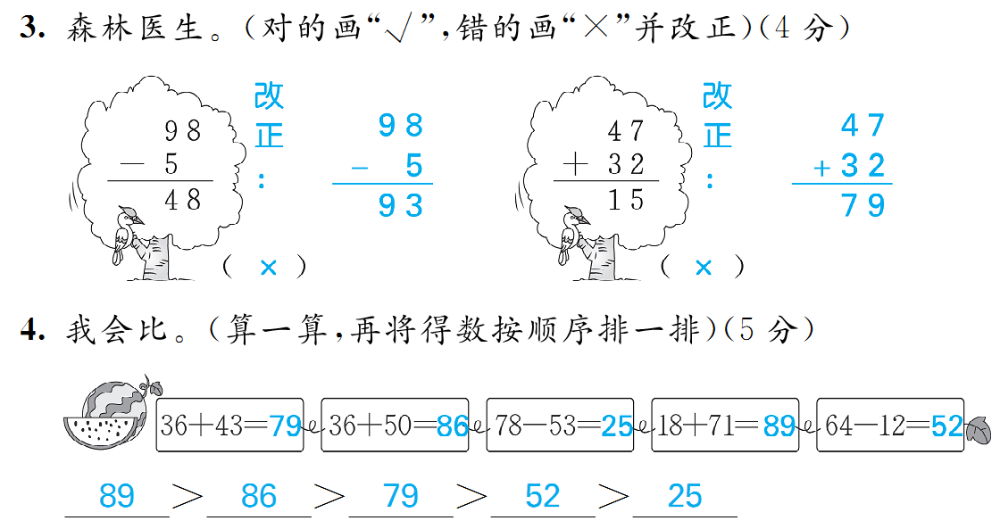 3. 森林医生。(对的画“√”,错的画“×”并改正)(4 分)
98 改 98 47 改 47
- 5 正 - 5 + 32 正 + 32
48 : 93 15 : 79
( × ) ( × )
4. 我会比。(算一算,再将得数按顺序排一排)(5 分)
36+43=79 36+50=86 78-53=25 18+71=89 64-12=52
89 > 86 > 79 > 52 > 25